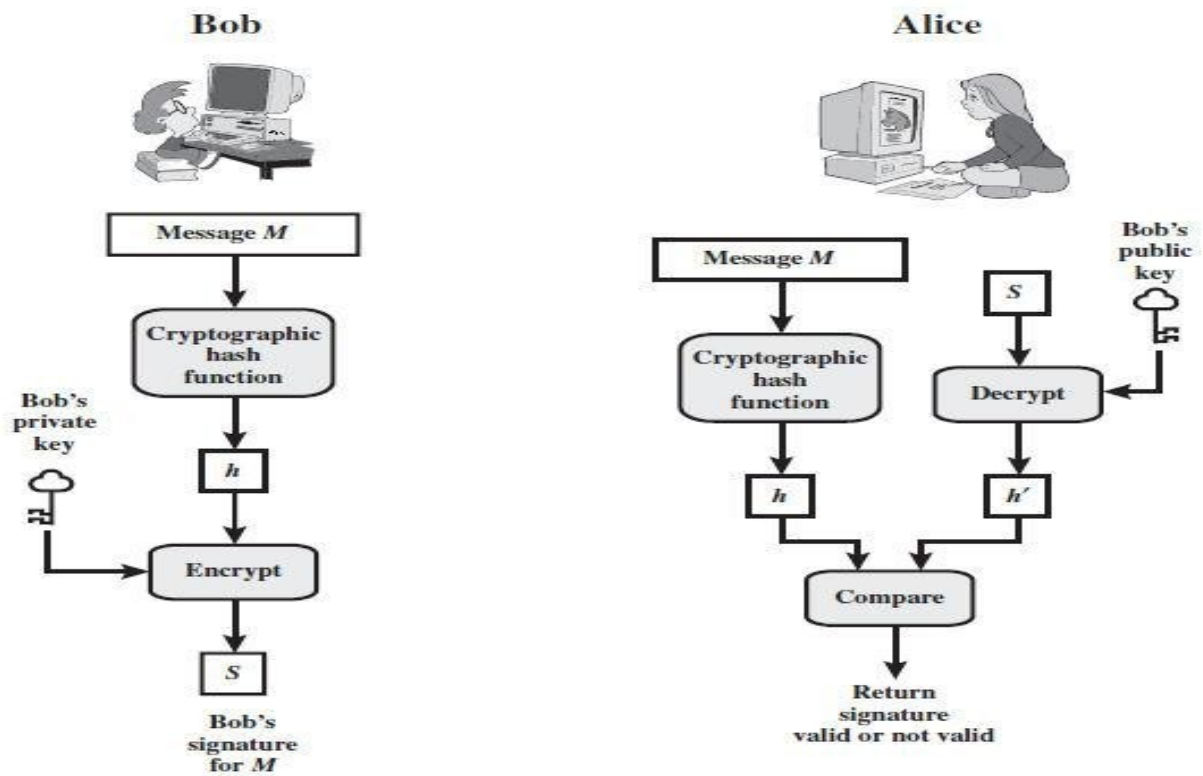 Bob
Message M
Cryptographic
hash
function
Bob's
private
key
h
Encrypt
S
Bob's
signature
for M
Alice
Message M
Cryptographic
hash
function
h
S
Bob's
public
key
Decrypt
h′
Compare
Return
signature
valid or not valid